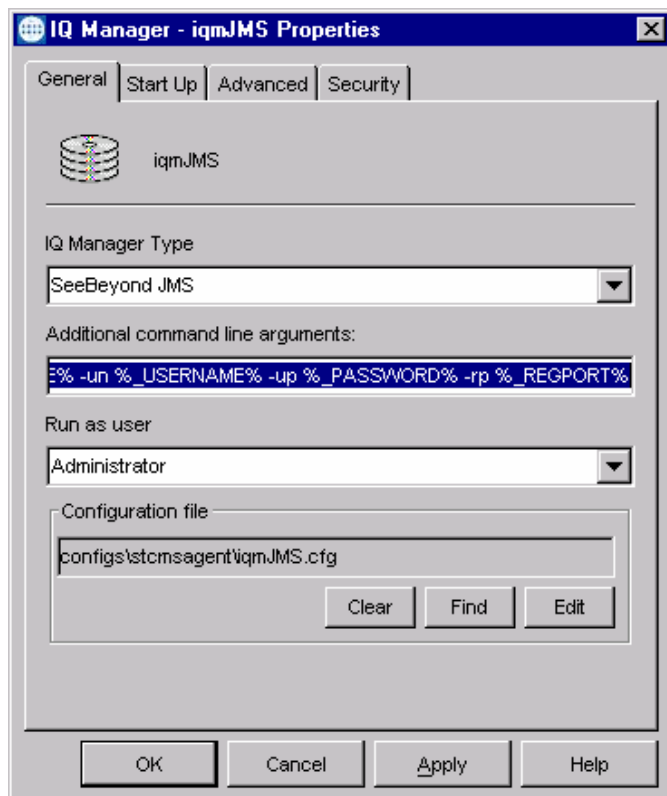 IQ Manager - iqmJMS Properties
General Start Up Advanced Security
iqmJMS
IQ Manager Type
SeeBeyond JMS
Additional command line arguments:
E% -un %_USERNAME% -up %_PASSWORD% -rp %_REGPORT%
Run as user
Administrator
Configuration file
configs\stcmsagent\iqmJMS.cfg
Clear Find Edit
OK Cancel Apply Help